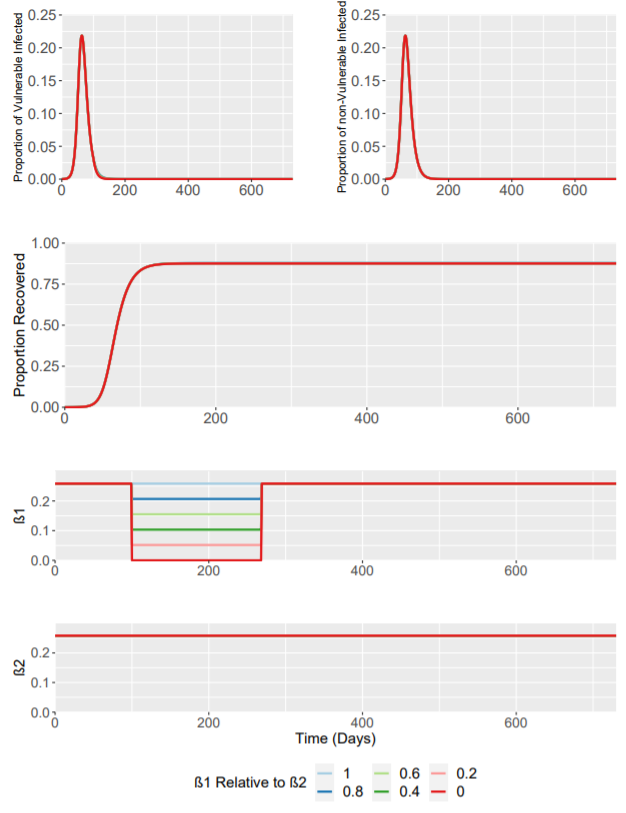 Proportion of Vulnerable Infected
0.25
0.20
0.15
0.10
0.05
0.00
0 200 400 600
Proportion of non-Vulnerable Infected
0.25
0.20
0.15
0.10
0.05
0.00
0 200 400 600
Proportion Recovered
1.00
0.75
0.50
0.25
0.00
0 200 400 600
ß1
0.2
0.1
0.0
0 200 400 600
ß2
0.2
0.1
0.0
0 200 400 600
Time (Days)
ß1 Relative to ß2
1 0.6 0.2
0.8 0.4 0